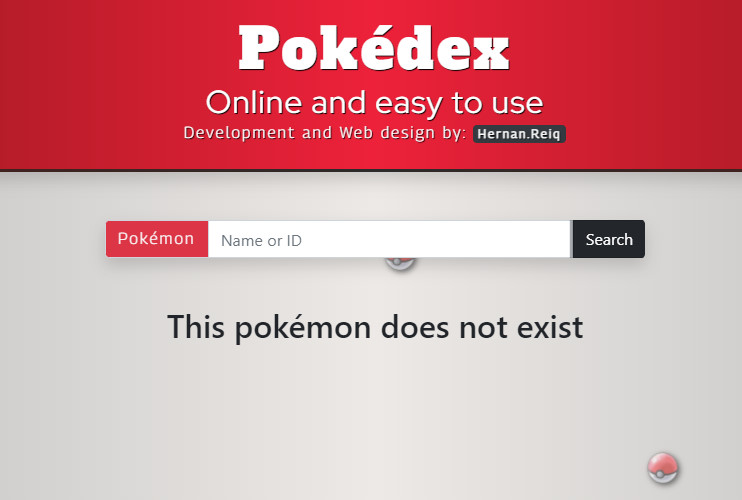 Pokédex
Online and easy to use
Development and Web design by: Hernan.Reiq
Pokémon Name or ID Search
This pokémon does not exist